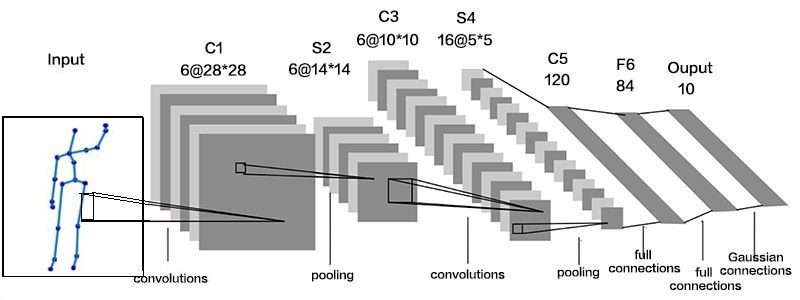 Input
C1
6@28*28
S2
6@14*14
C3
6@10*10
S4
16@5*5
C5
120
F6
84
Ouput
10
convolutions
pooling
convolutions
pooling
full
connections
full
connections
Gaussian
connections